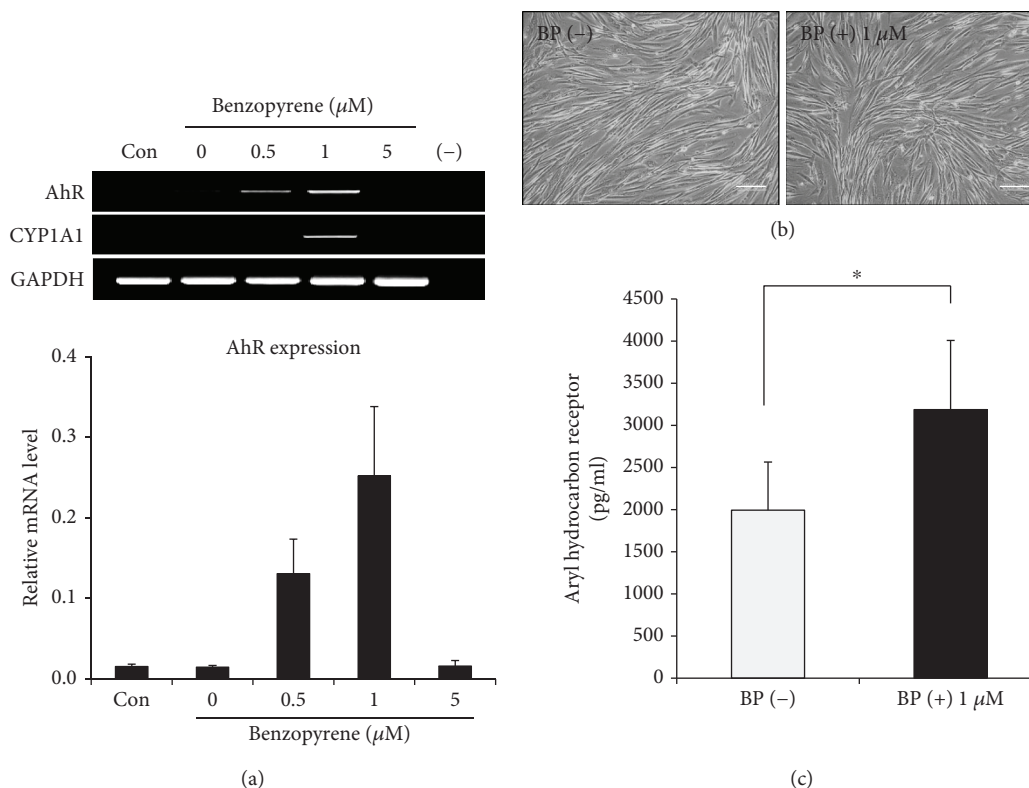 Benzopyrene (μM)
Con 0 0.5 1 5 (−)
AhR
CYP1A1
GAPDH
AhR expression
Relative mRNA level
0.4
0.3
0.2
0.1
0.0
Con 0 0.5 1 5
Benzopyrene (μM)
(a)
BP (−)
BP (+) 1 μM
(b)
*
Aryl hydrocarbon receptor
(pg/ml)
4500
4000
3500
3000
2500
2000
1500
1000
500
0
BP (−) BP (+) 1 μM
(c)